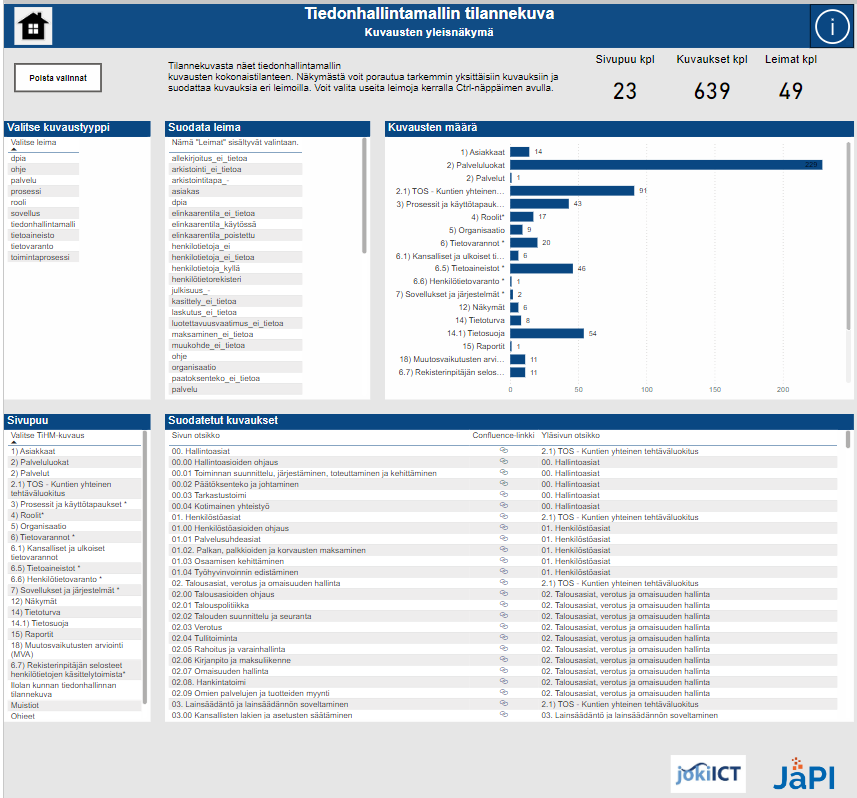 Tiedonhallintamallin tilannekuva
Kuvausten yleisnäkymä
i
Poista valinnat
Tilannekuvasta näet tiedonhallintamallin
kuvausten kokonaistilanteen. Näkymästä voit porautua tarkemmin yksittäisiin kuvauksiin ja
suodattaa kuvauksia eri leimoilla. Voit valita useita leimoja kerralla Ctrl-näppäimen avulla.
Sivupuu kpl
23
Kuvaukset kpl
639
Leimat kpl
49
Valitse kuvaustyyppi
Valitse leima
dpia
ohje
palvelu
prosessi
rooli
sovellus
tiedonhallintamalli
tietoaineisto
tietovaranto
toimintaprosessi
Suodata leima
Nämä "Leimat" sisältyvät valintaan.
allekirjoitus_ei_tietoa
arkistointi_ei_tietoa
arkistointitapa_-
asiakas
dpia
elinkaarentila_ei_tietoa
elinkaarentila_käytössä
elinkaarentila_poistettu
henkilotietoja_ei
henkilotietoja_ei_tietoa
henkilotietoja_kyllä
henkilötietorekisteri
julkisuus_-
kasittely_ei_tietoa
laskutus_ei_tietoa
luotettavuusvaatimus_ei_tietoa
maksaminen_ei_tietoa
muukohde_ei_tietoa
ohje
organisaatio
paatoksenteko_ei_tietoa
palvelu
Kuvausten määrä
1) Asiakkaat 14
2) Palveluluokat
2) Palvelut 1
2.1) TOS - Kuntien yhteinen... 91
3) Prosessit ja käyttötapauk... 43
4) Roolit* 17
5) Organisaatio 9
6) Tietovarannot * 20
6.1) Kansalliset ja ulkoiset ti... 6
6.5) Tietoaineistot * 46
6.6) Henkilötietovaranto * 1
7) Sovellukset ja järjestelmät * 2
12) Näkymät 6
14) Tietoturva 8
14.1) Tietosuoja 54
15) Raportit 1
18) Muutosvaikutusten arvi... 11
6.7) Rekisterinpitäjän selos... 11
0 50 100 150 200
Sivupuu
Valitse TiHM-kuvaus
1) Asiakkaat
2) Palveluluokat
2) Palvelut
2.1) TOS - Kuntien yhteinen
tehtäväluokitus
3) Prosessit ja käyttötapaukset *
4) Roolit*
5) Organisaatio
6) Tietovarannot *
6.1) Kansalliset ja ulkoiset
tietovarannot
6.5) Tietoaineistot *
6.6) Henkilötietovaranto *
7) Sovellukset ja järjestelmät *
12) Näkymät
14) Tietoturva
14.1) Tietosuoja
15) Raportit
18) Muutosvaikutusten arviointi
(MVA)
6.7) Rekisterinpitäjän selosteet
henkilötietojen käsittelytoimista*
Ilolan kunnan tiedonhallinnan
tilannekuva
Muistiot
Ohjeet
Suodatetut kuvaukset
Sivun otsikko Confluence-linkki Yläsivun otsikko
00. Hallintoasiat 2.1) TOS - Kuntien yhteinen tehtäväluokitus
00.00 Hallintoasioiden ohjaus 00. Hallintoasiat
00.01 Toiminnan suunnittelu, järjestäminen, toteuttaminen ja kehittäminen 00. Hallintoasiat
00.02 Päätöksenteko ja johtaminen 00. Hallintoasiat
00.03 Tarkastustoimi 00. Hallintoasiat
00.04 Kotimainen yhteistyö 00. Hallintoasiat
01. Henkilöstöasiat 2.1) TOS - Kuntien yhteinen tehtäväluokitus
01.00 Henkilöstöasioiden ohjaus 01. Henkilöstöasiat
01.01 Palvelusuhdeasiat 01. Henkilöstöasiat
01.02. Palkan, palkkioiden ja korvausten maksaminen 01. Henkilöstöasiat
01.03 Osaamisen kehittäminen 01. Henkilöstöasiat
01.04 Työhyvinvoinnin edistäminen 01. Henkilöstöasiat
02. Talousasiat, verotus ja omaisuuden hallinta 2.1) TOS - Kuntien yhteinen tehtäväluokitus
02.00 Talousasioiden ohjaus 02. Talousasiat, verotus ja omaisuuden hallinta
02.01 Talouspolitiikka 02. Talousasiat, verotus ja omaisuuden hallinta
02.02 Talouden suunnittelu ja seuranta 02. Talousasiat, verotus ja omaisuuden hallinta
02.03 Verotus 02. Talousasiat, verotus ja omaisuuden hallinta
02.04 Tullitoiminta 02. Talousasiat, verotus ja omaisuuden hallinta
02.05 Rahoitus ja varainhallinta 02. Talousasiat, verotus ja omaisuuden hallinta
02.06 Kirjanpito ja maksuliikenne 02. Talousasiat, verotus ja omaisuuden hallinta
02.07 Omaisuuden hallinta 02. Talousasiat, verotus ja omaisuuden hallinta
02.08. Hankintatoimi 02. Talousasiat, verotus ja omaisuuden hallinta
02.09 Omien palvelujen ja tuotteiden myynti 02. Talousasiat, verotus ja omaisuuden hallinta
03. Lainsäädäntö ja lainsäädännön soveltaminen 2.1) TOS - Kuntien yhteinen tehtäväluokitus
03.00 Kansallisten lakien ja asetusten säätäminen 03. Lainsäädäntö ja lainsäädännön soveltaminen
jokiICT
JäPI